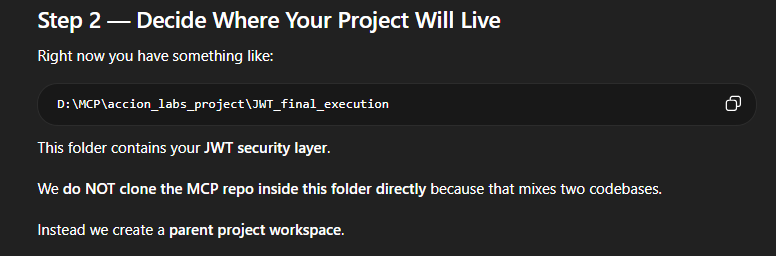 Step 2 — Decide Where Your Project Will Live
Right now you have something like:
D:\MCP\accion_labs_project\JWT_final_execution
This folder contains your JWT security layer.
We do NOT clone the MCP repo inside this folder directly because that mixes two codebases.
Instead we create a parent project workspace.